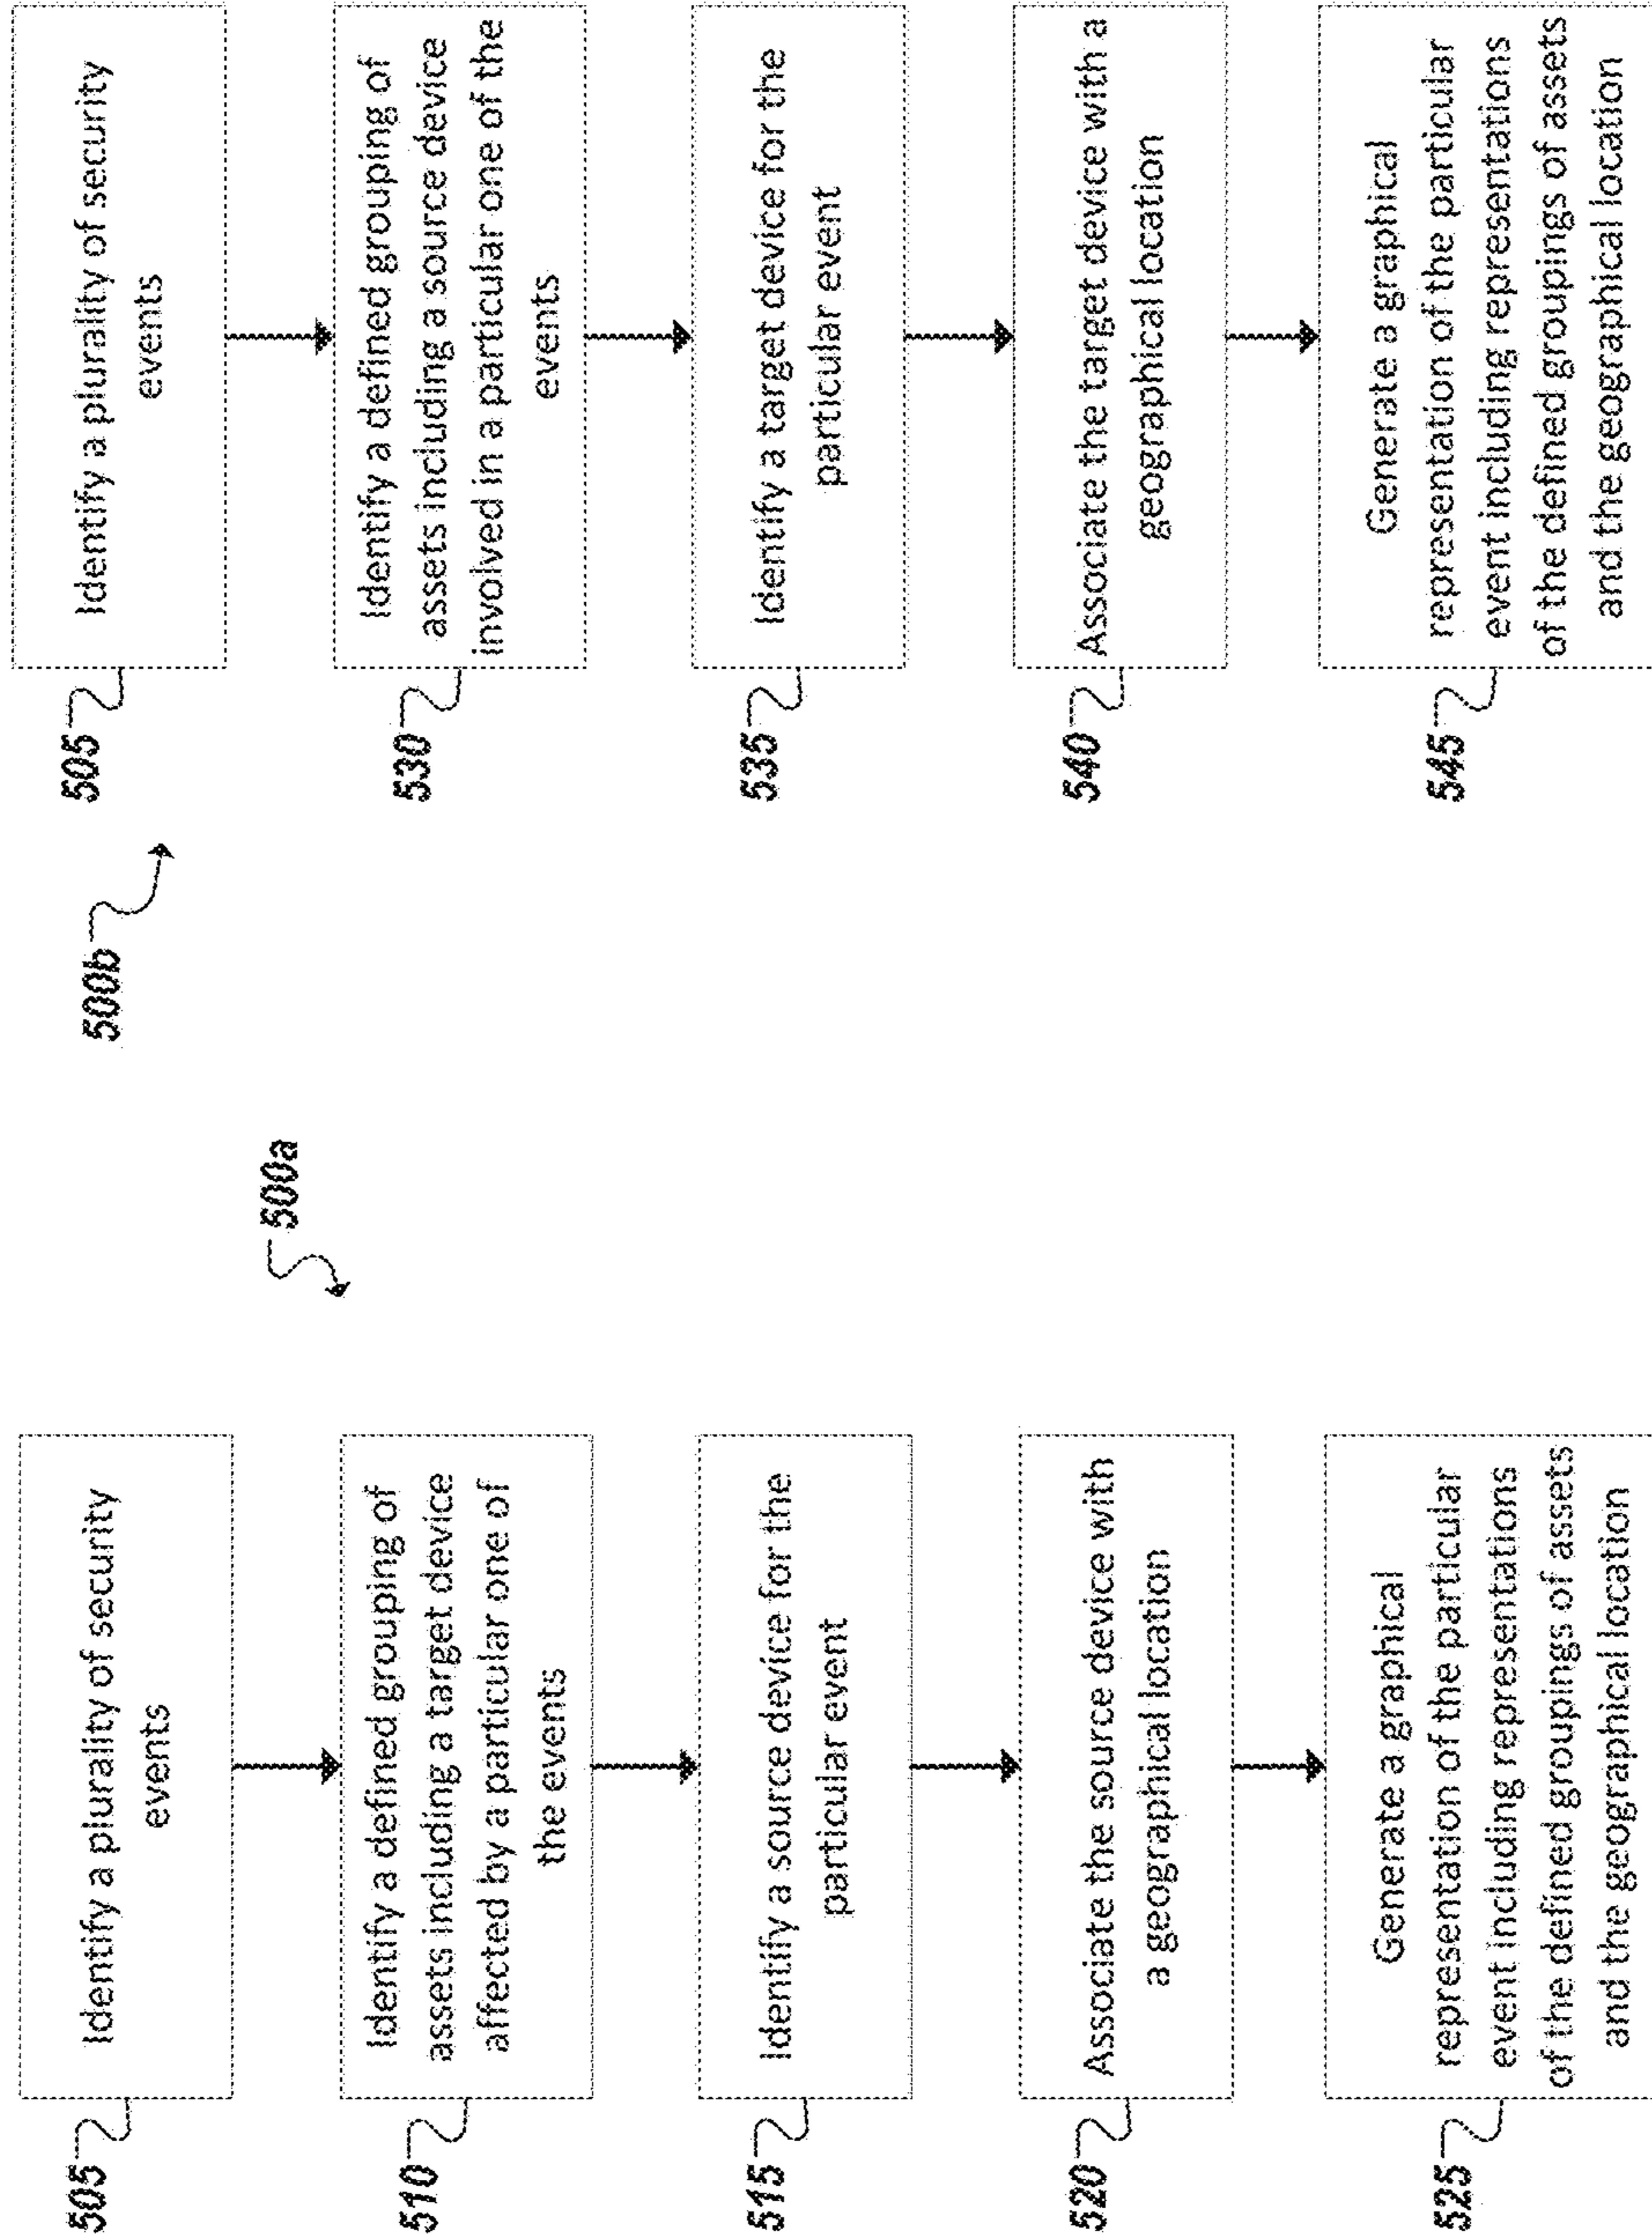 500a
505
Identify a plurality of security
events
510
Identify a defined grouping of
assets including a target device
affected by a particular one of
the events
515
Identify a source device for the
particular event
520
Associate the source device with
a geographical location
525
Generate a graphical
representation of the particular
event including representations
of the defined groupings of assets
and the geographical location
500b
505
Identify a plurality of security
events
530
Identify a defined grouping of
assets including a source device
involved in a particular one of the
events
535
Identify a target device for the
particular event
540
Associate the target device with a
geographical location
545
Generate a graphical
representation of the particular
event including representations
of the defined groupings of assets
and the geographical location